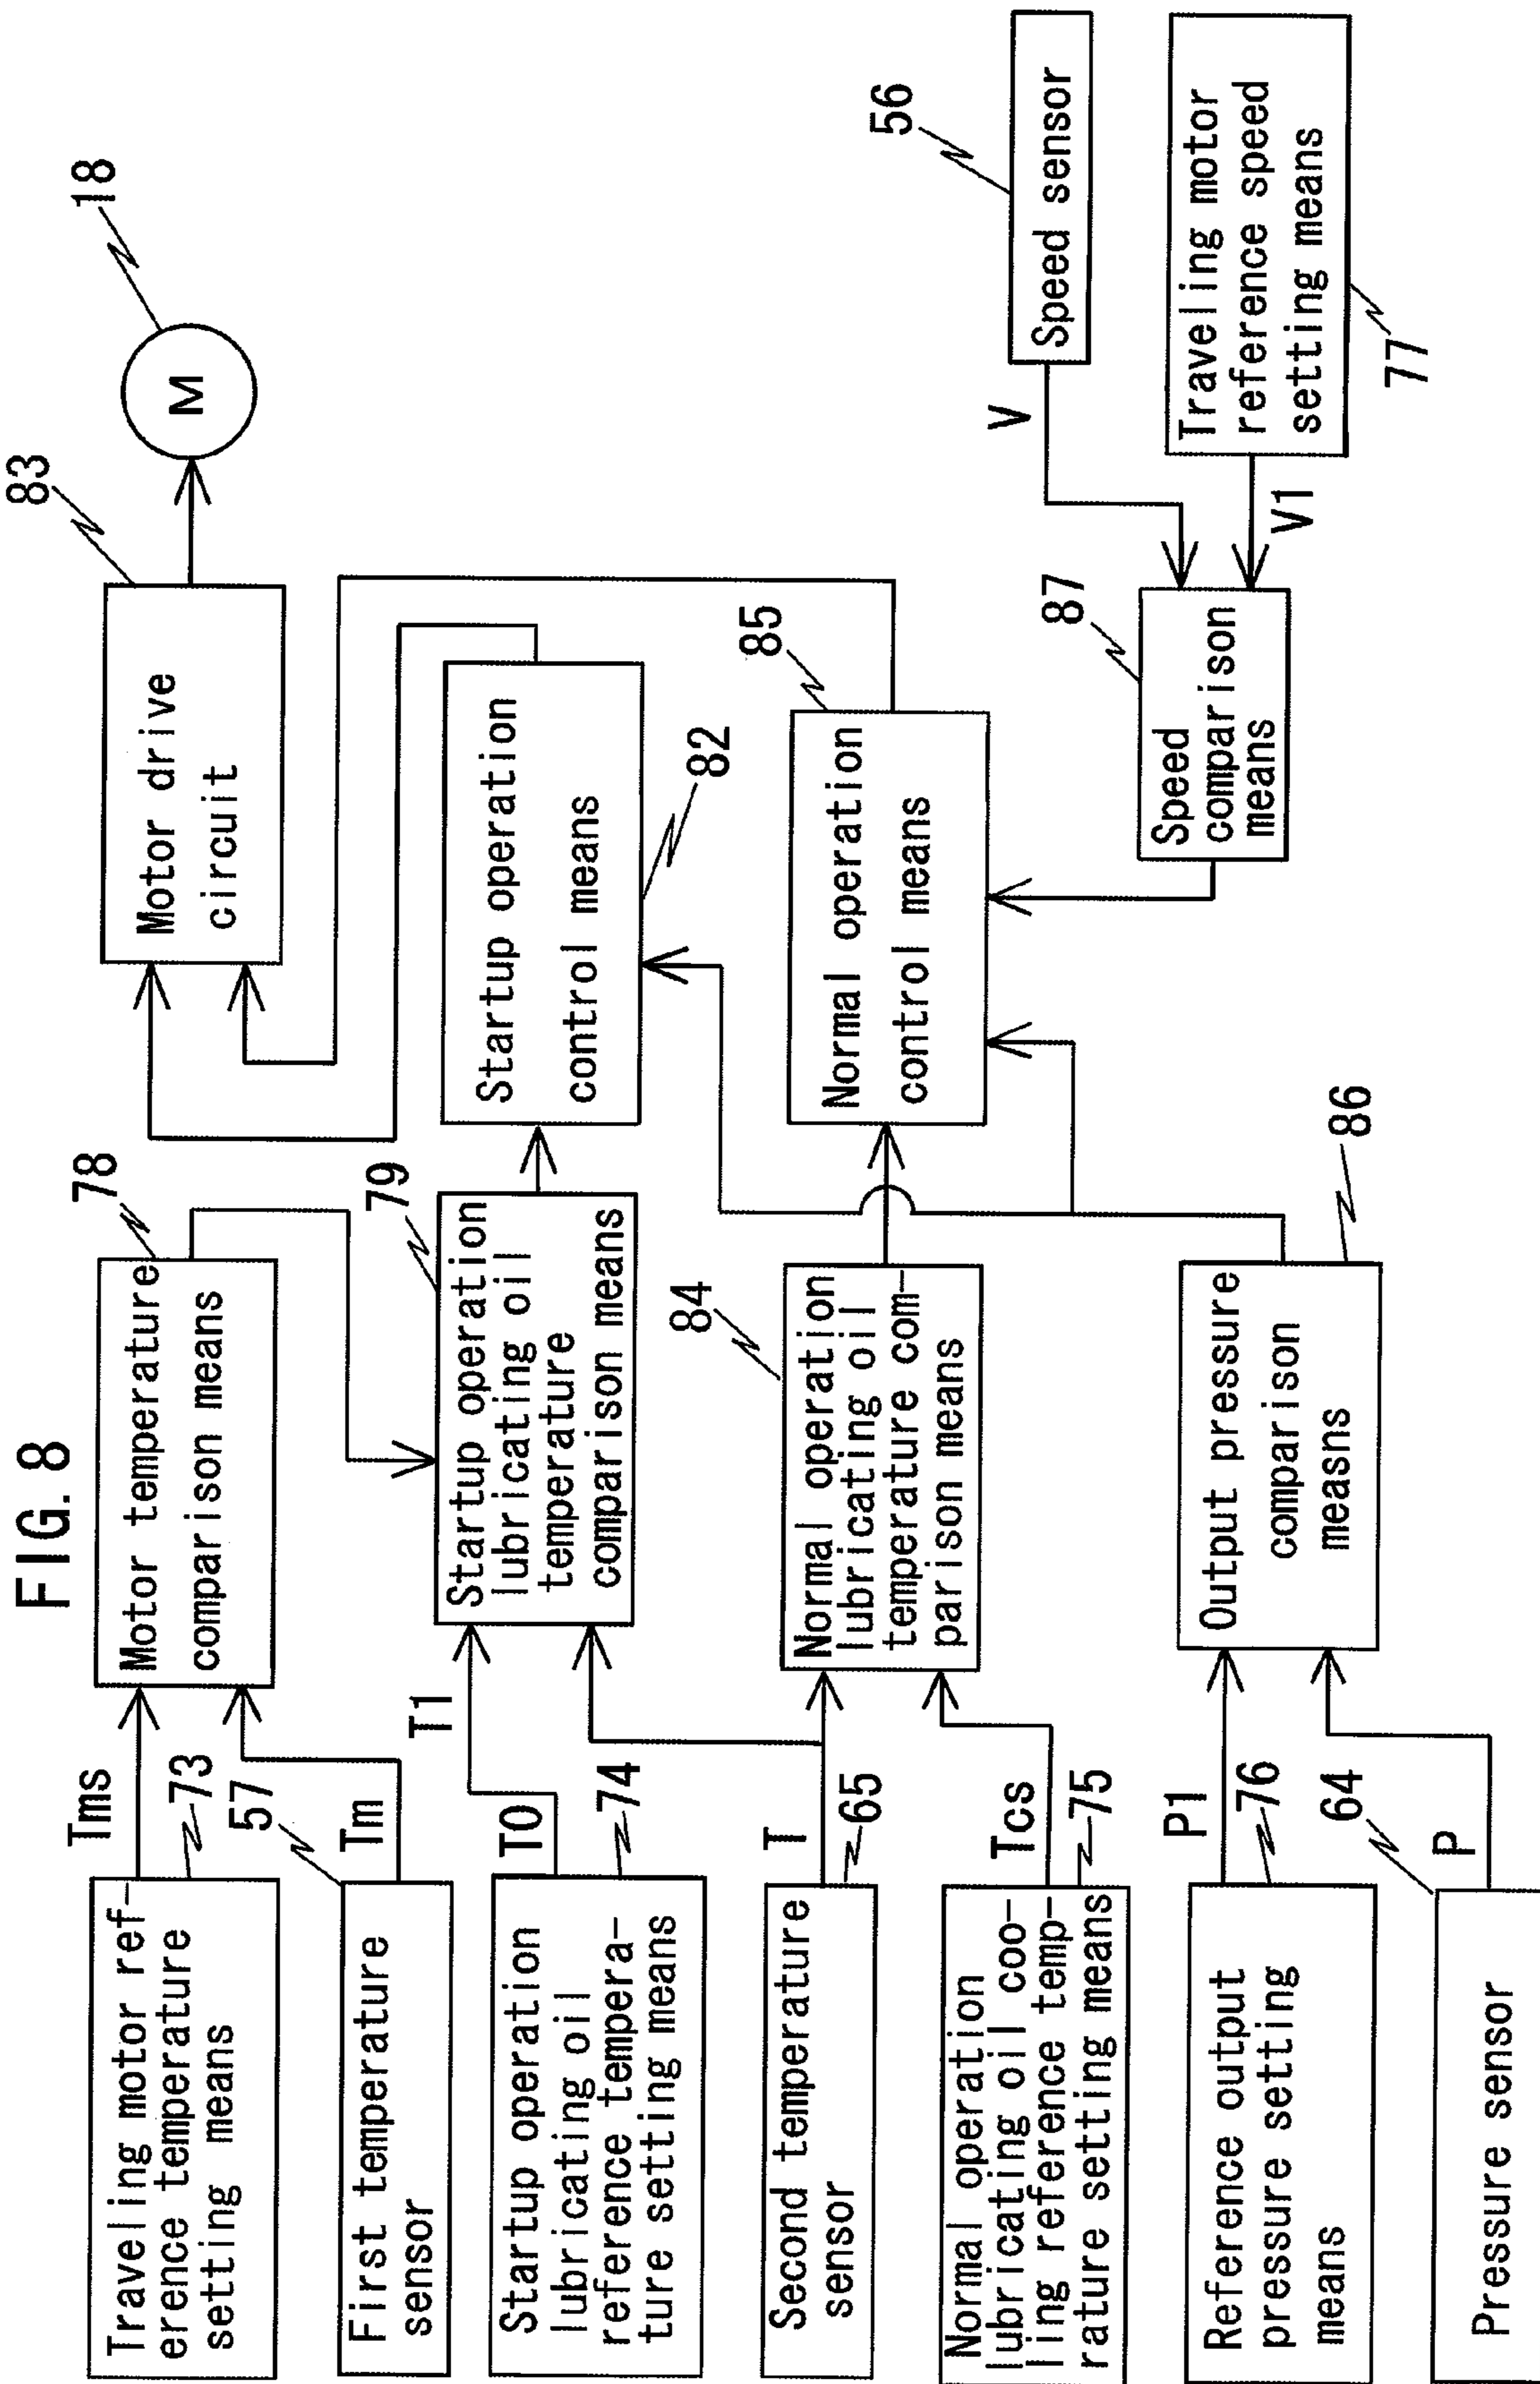 FIG. 8
Traveling motor ref-
erence temperature
setting means
Tms
73
First temperature
sensor
57
Tm
Startup operation
lubricating oil
reference tempera-
ture setting means
T0
T1
74
Second temperature
sensor
T
65
Normal operation
lubricating oil coo-
ling reference temp-
rature setting means
Tcs
75
Reference output
pressure setting
means
P1
76
Pressure sensor
64
P
Motor temperature
comparison means
78
Startup operation
lubricating oil
temperature
comparison means
79
Normal operation
lubricating oil
temperature com-
parison means
84
Output pressure
comparison
measns
86
Motor drive
circuit
83
Startup operation
control means
82
Normal operation
control means
85
Speed
comparison
means
87
M
18
Speed sensor
56
V
Traveling motor
reference speed
setting means
77
V1